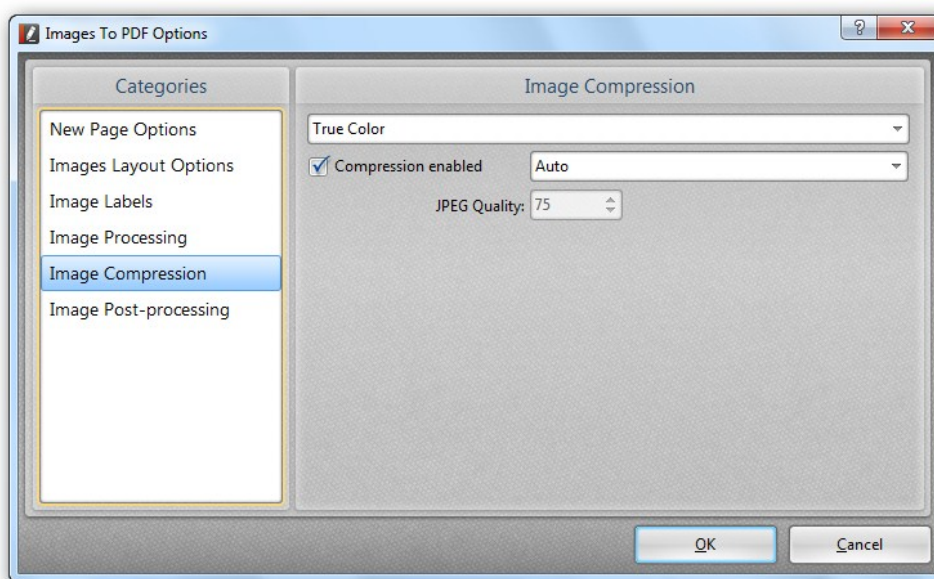 Images To PDF Options
Categories
New Page Options
Images Layout Options
Image Labels
Image Processing
Image Compression
Image Post-processing
Image Compression
True Color
Compression enabled Auto
JPEG Quality: 75
OK Cancel